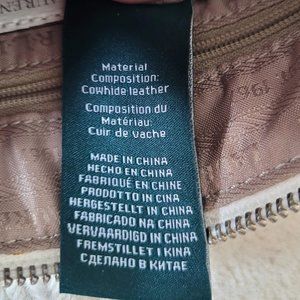 Material
Composition:
Cowhide leather
Composition du
Matériau:
Cuir de vache
MADE IN CHINA
HECHO EN CHINA
FABRIQUÉ EN CHINE
PRODOTTO IN CINA
HERGESTELLT IN CHINA
FABRICADO NA CHINA
VERVAARDIGD IN CHINA
FREMSTILLET I KINA
СДЕЛАНО В КИТАЕ